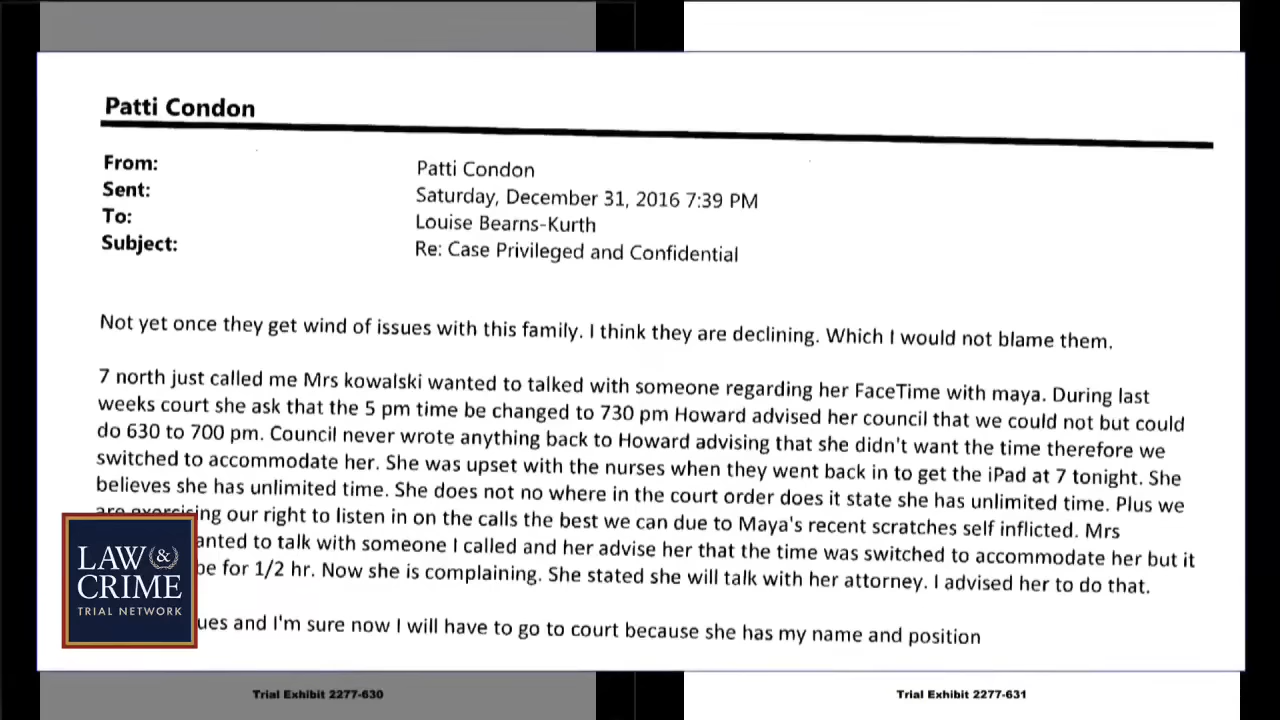 Patti Condon
From: Patti Condon
Sent: Saturday, December 31, 2016 7:39 PM
To: Louise Bearns-Kurth
Subject: Re: Case Privileged and Confidential
Not yet once they get wind of issues with this family. I think they are declining. Which I would not blame them.
7 north just called me Mrs kowalski wanted to talked with someone regarding her FaceTime with maya. During last
weeks court she ask that the 5 pm time be changed to 730 pm Howard advised her council that we could not but could
do 630 to 700 pm. Council never wrote anything back to Howard advising that she didn't want the time therefore we
switched to accommodate her. She was upset with the nurses when they went back in to get the iPad at 7 tonight. She
believes she has unlimited time. She does not no where in the court order does it state she has unlimited time. Plus we
are exercising our right to listen in on the calls the best we can due to Maya's recent scratches self inflicted. Mrs
anted to talk with someone I called and her advise her that the time was switched to accommodate her but it
be for 1/2 hr. Now she is complaining. She stated she will talk with her attorney. I advised her to do that.
ues and I'm sure now I will have to go to court because she has my name and position
LAW & CRIME
TRIAL NETWORK
Trial Exhibit 2277-630
Trial Exhibit 2277-631